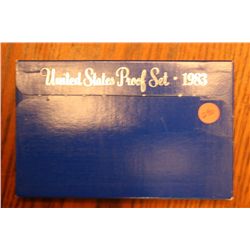 United States Proof Set • 1983